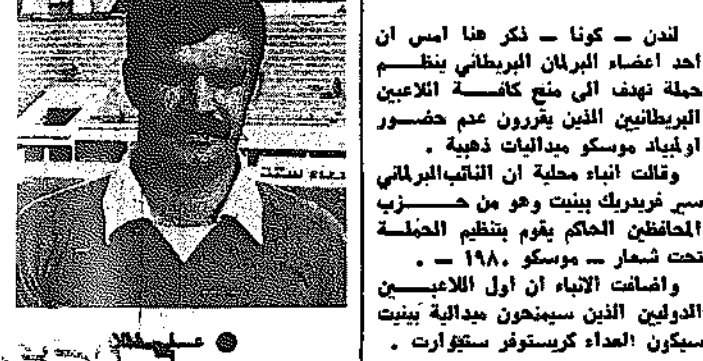 لندن — كونا — ذكر هنا امس ان
احد اعضاء البرلمان البريطاني ينظم
حملة تهدف الى منح كافة اللاعبين
البريطانيين الذين يقررون عدم حضور
اولمبياد موسكو ميداليات ذهبية .
وقالت انباء محلية ان النائب البرلماني
سير فريدريك بينيت وهو من حزب
المحافظين الحاكم يقوم بتنظيم الحملة
تحت شعار — موسكو ١٩٨٠ — .
واضافت الانباء ان اول اللاعبين
الدوليين الذين سيمنحون ميدالية بينيت
سيكون العداء كريستوفر ستيوارت .